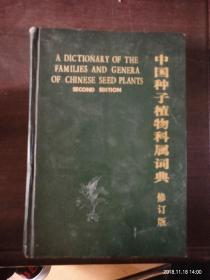 A DICTIONARY OF THE
FAMILIES AND GENERA
OF CHINESE SEED PLANTS
SECOND EDITION
中国种子植物科属词典
修订版
2018.11.18 14:00